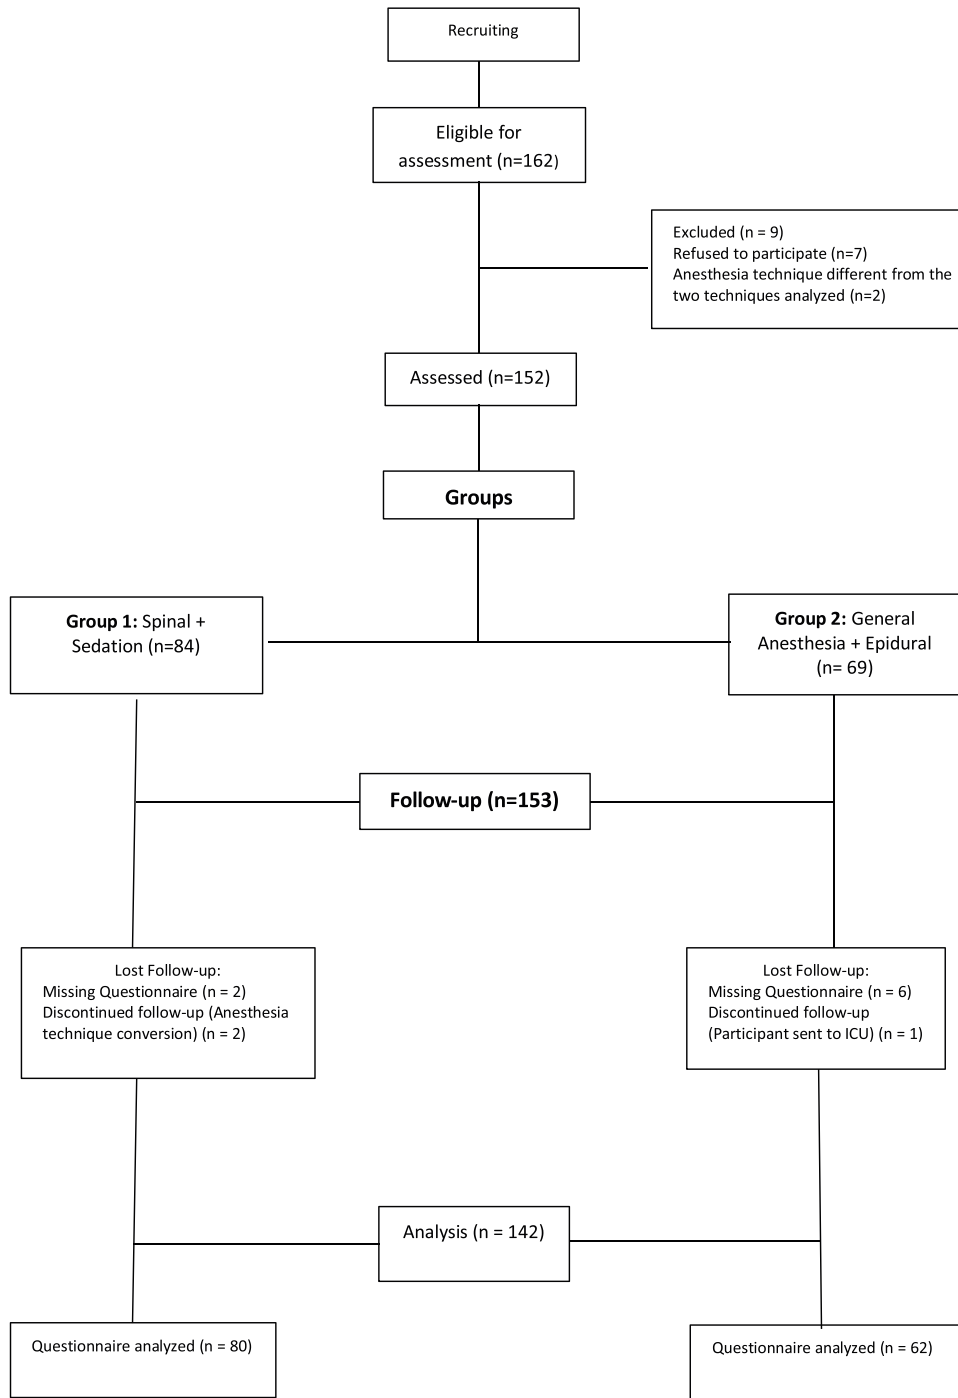 Recruiting
Eligible for
assessment (n=162)
Excluded (n = 9)
Refused to participate (n=7)
Anesthesia technique different from the
two techniques analyzed (n=2)
Assessed (n=152)
Groups
Group 1: Spinal +
Sedation (n=84)
Group 2: General
Anesthesia + Epidural
(n= 69)
Follow-up (n=153)
Lost Follow-up:
Missing Questionnaire (n = 2)
Discontinued follow-up (Anesthesia
technique conversion) (n = 2)
Lost Follow-up:
Missing Questionnaire (n = 6)
Discontinued follow-up
(Participant sent to ICU) (n = 1)
Analysis (n = 142)
Questionnaire analyzed (n = 80)
Questionnaire analyzed (n = 62)